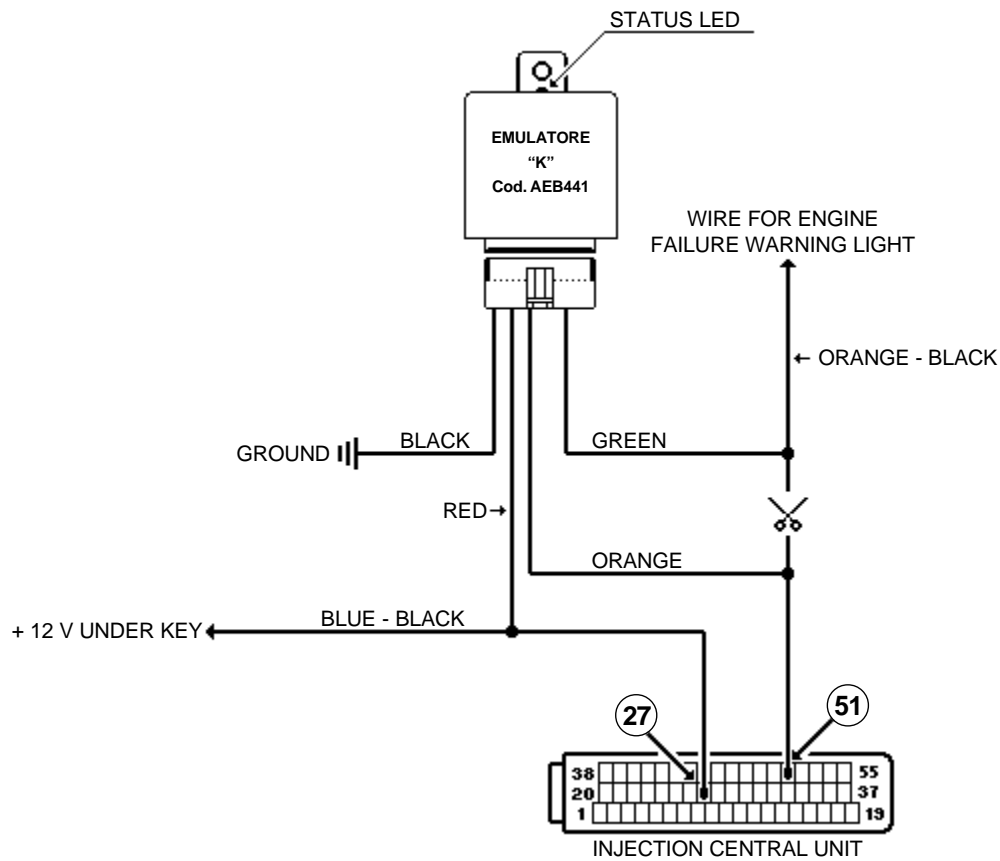 STATUS LED
EMULATORE
“K”
Cod. AEB441
WIRE FOR ENGINE
FAILURE WARNING LIGHT
← ORANGE - BLACK
GROUND
BLACK
GREEN
RED→
ORANGE
BLUE - BLACK
+ 12 V UNDER KEY
27
51
38
55
20
37
1
19
INJECTION CENTRAL UNIT